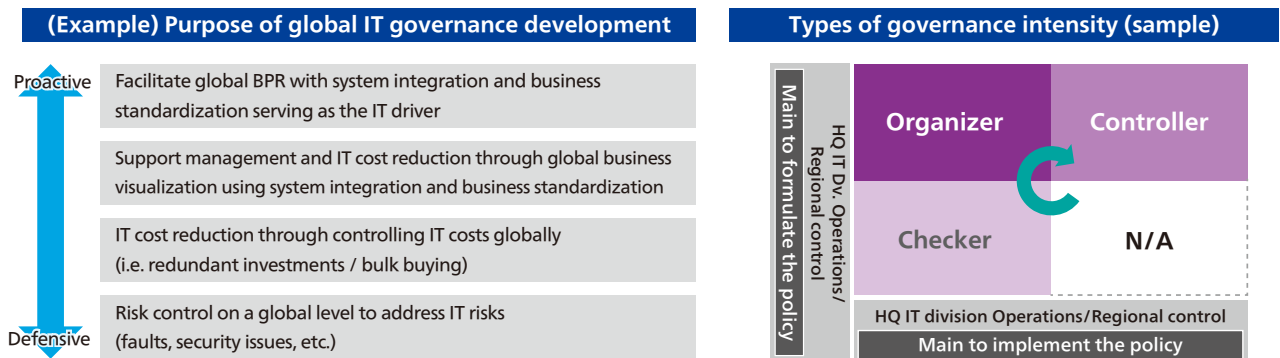 (Example) Purpose of global IT governance development
Proactive
Facilitate global BPR with system integration and business
standardization serving as the IT driver
Support management and IT cost reduction through global business
visualization using system integration and business standardization
IT cost reduction through controlling IT costs globally
(i.e. redundant investments / bulk buying)
Risk control on a global level to address IT risks
(faults, security issues, etc.)
Defensive
Types of governance intensity (sample)
Main to formulate the policy
HQ IT Dv. Operations/
Regional control
Organizer
Controller
Checker
N/A
HQ IT division Operations/Regional control
Main to implement the policy